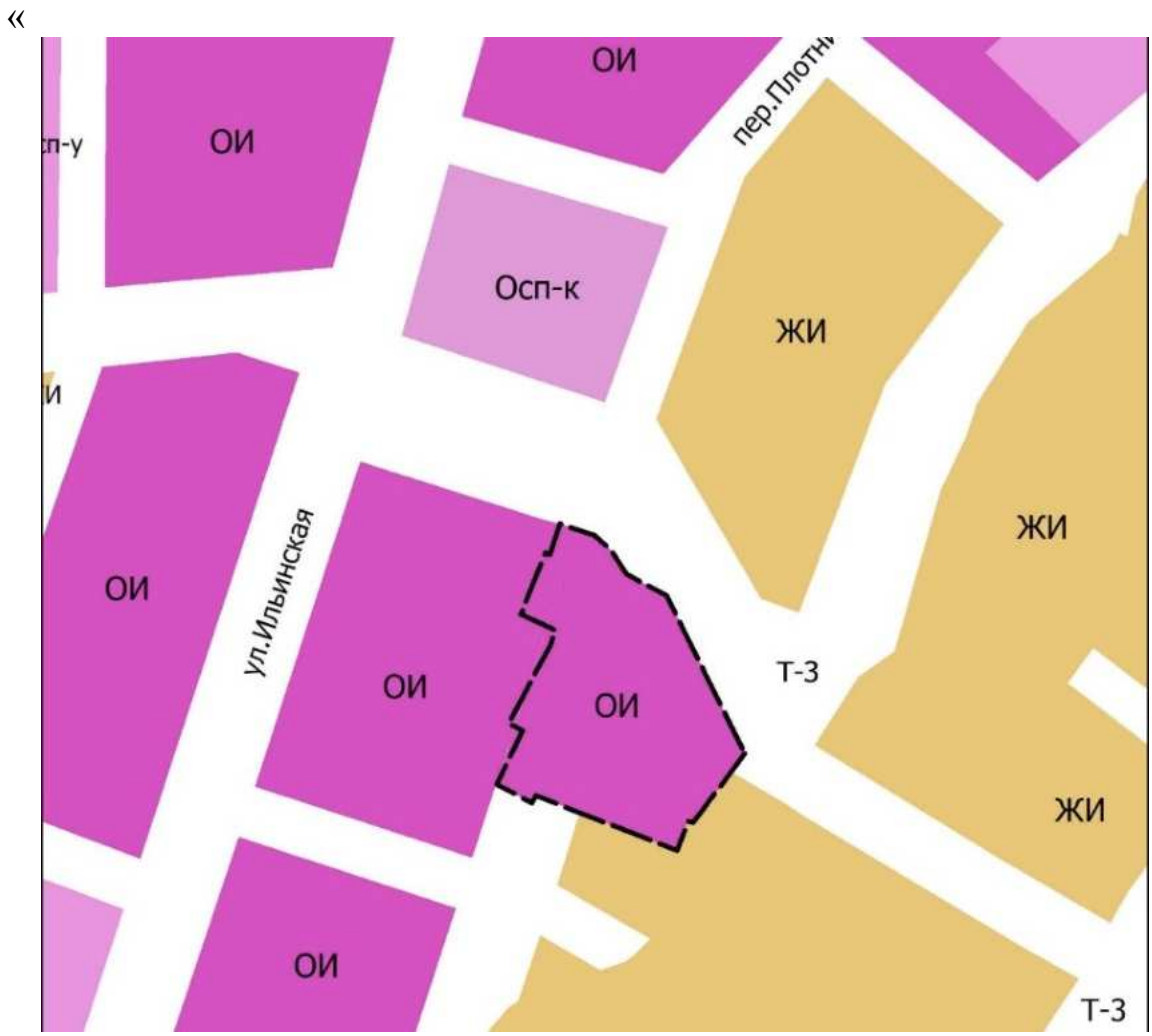 «
ОИ
пер.Плотни
ОИ
сп-у
Осп-к
ЖИ
И
ЖИ
ОИ
ул.Ильинская
Т-3
ОИ
ОИ
ЖИ
ОИ
Т-3